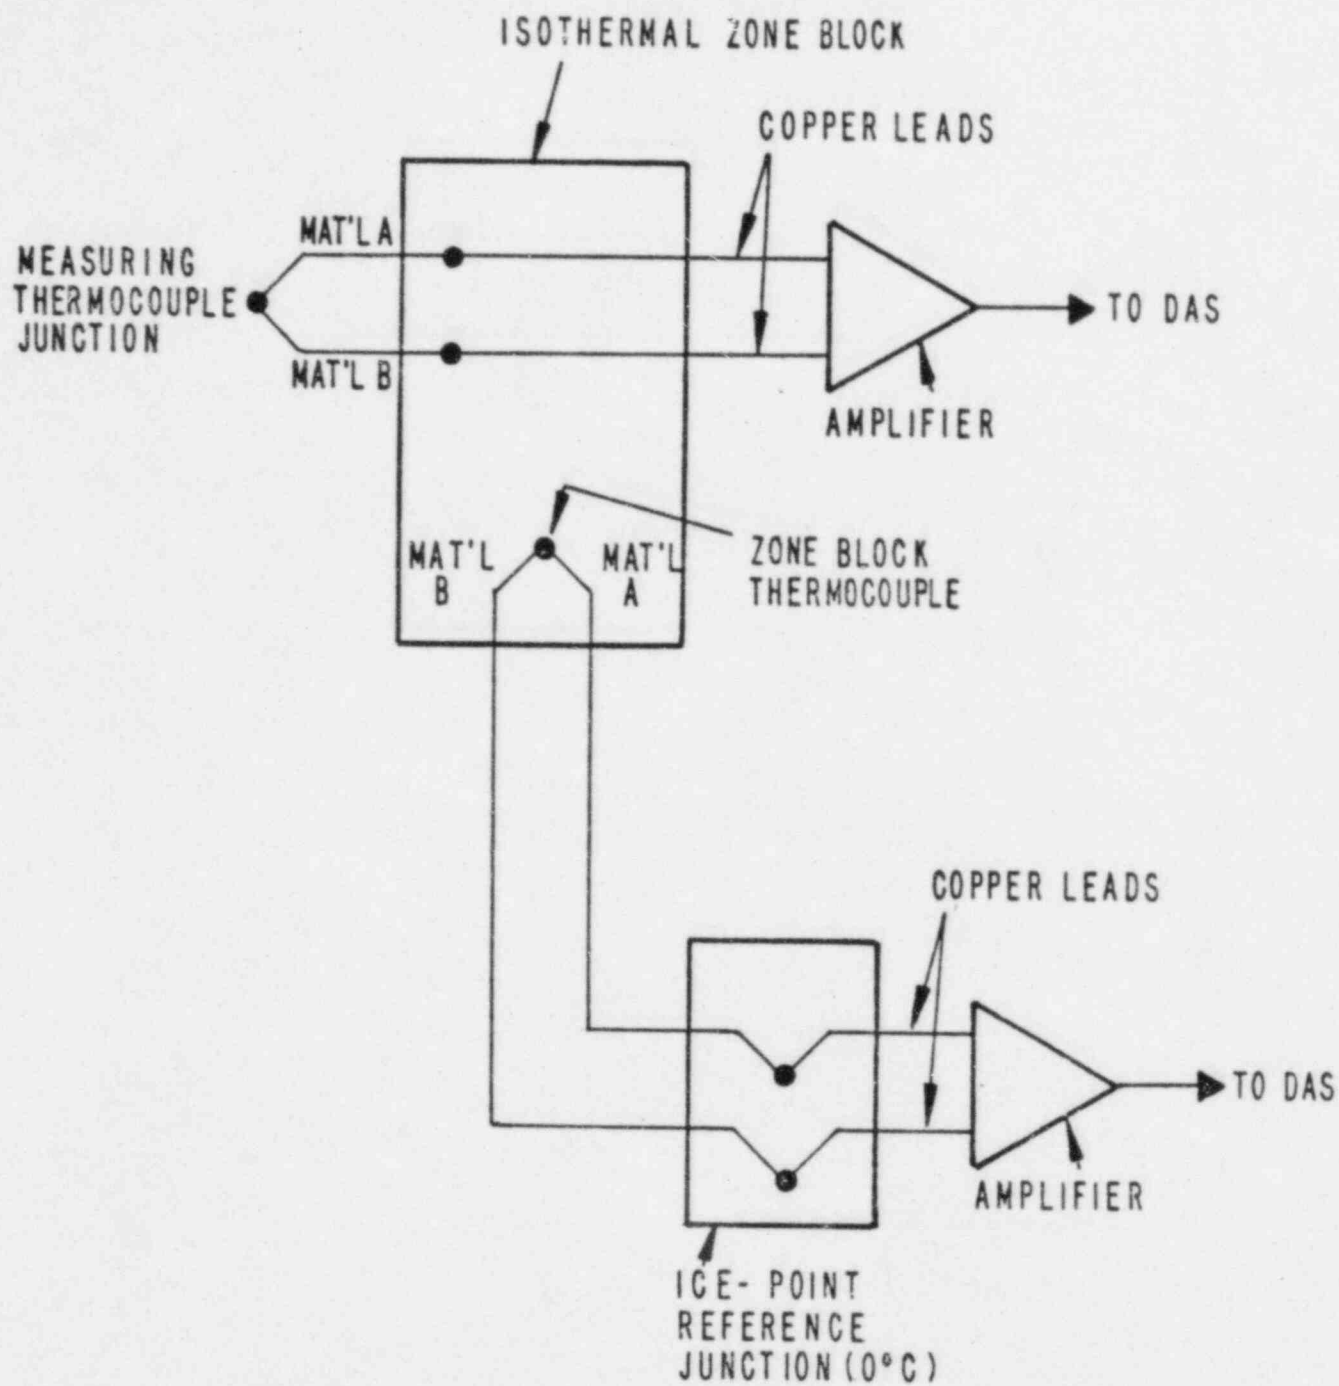 ISOTHERMAL ZONE BLOCK
COPPER LEADS
MAT'L A
MEASURING
THERMOCOUPLE
JUNCTION
TO DAS
MAT'L B
AMPLIFIER
MAT'L
B
MAT'L
A
ZONE BLOCK
THERMOCOUPLE
COPPER LEADS
TO DAS
AMPLIFIER
ICE- POINT
REFERENCE
JUNCTION (0°C)